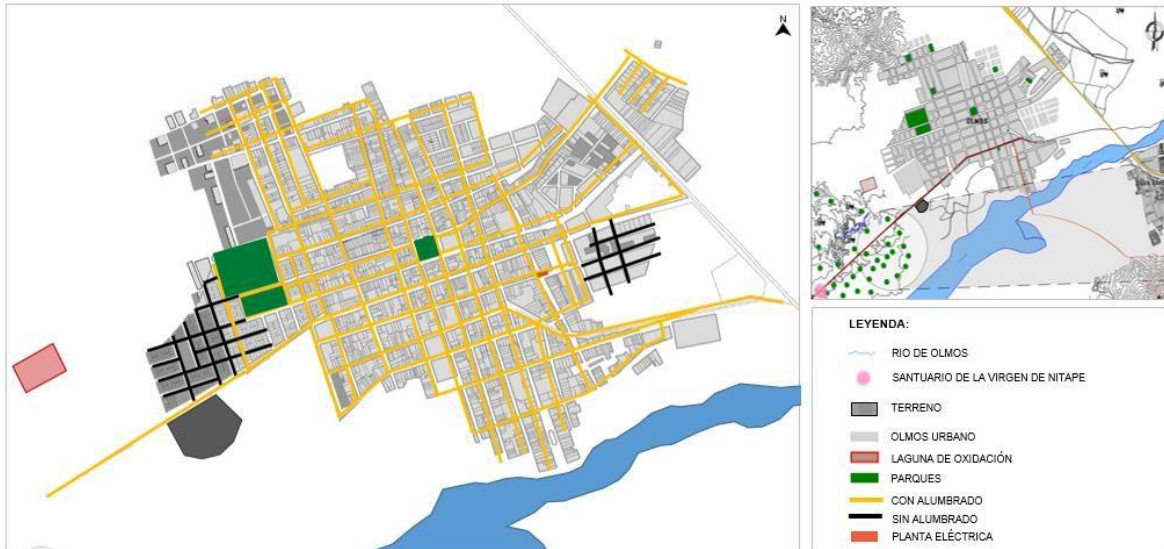 N
OLMOS
LEYENDA:
RIO DE OLMOS
SANTUARIO DE LA VIRGEN DE NITAPE
TERRENO
OLMOS URBANO
LAGUNA DE OXIDACIÓN
PARQUES
CON ALUMBRADO
SIN ALUMBRADO
PLANTA ELÉCTRICA